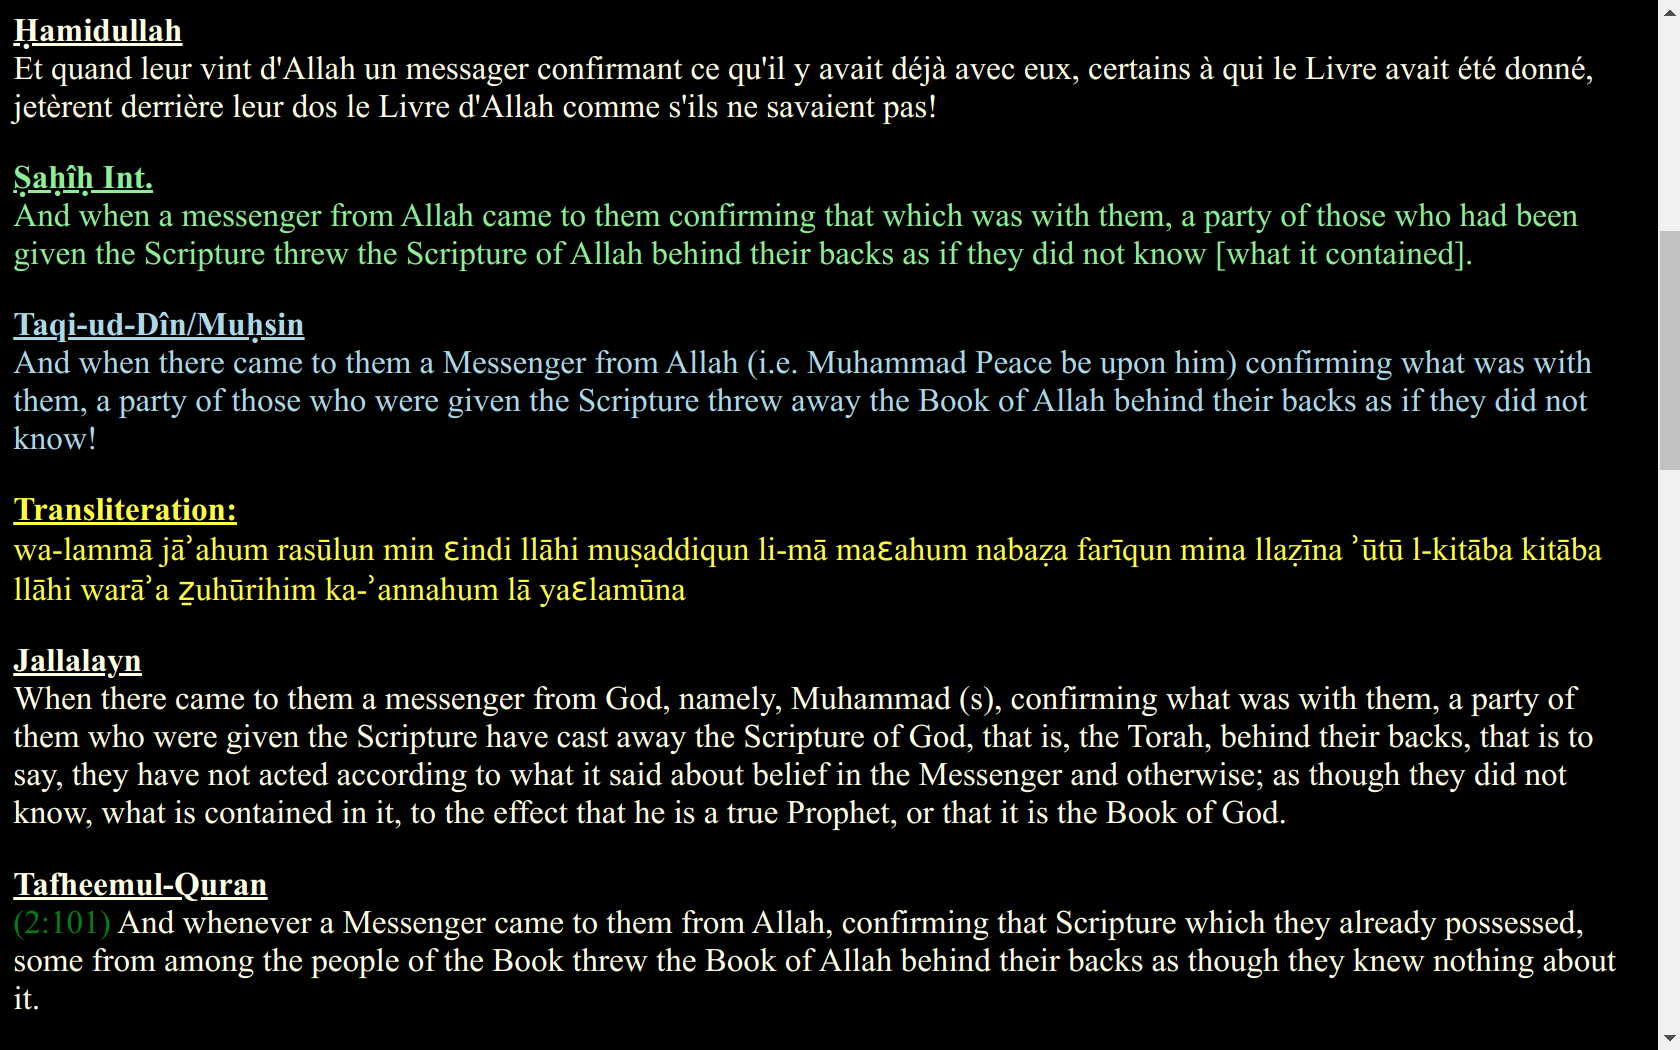 Ḥamidullah
Et quand leur vint d'Allah un messager confirmant ce qu'il y avait déjà avec eux, certains à qui le Livre avait été donné,
jetèrent derrière leur dos le Livre d'Allah comme s'ils ne savaient pas!
Ṣaḥîḥ Int.
And when a messenger from Allah came to them confirming that which was with them, a party of those who had been
given the Scripture threw the Scripture of Allah behind their backs as if they did not know [what it contained].
Taqi-ud-Dîn/Muḥsin
And when there came to them a Messenger from Allah (i.e. Muhammad Peace be upon him) confirming what was with
them, a party of those who were given the Scripture threw away the Book of Allah behind their backs as if they did not
know!
Transliteration:
wa-lammā jāʾahum rasūlun min Ɛindi llāhi muṣaddiqun li-mā maƐahum nabaẓa farīqun mina llaẓīna ʾūtū l-kitāba kitāba
llāhi warāʾa ẕuhūrihim ka-ʾannahum lā yaɛlamūna
Jallalayn
When there came to them a messenger from God, namely, Muhammad (s), confirming what was with them, a party of
them who were given the Scripture have cast away the Scripture of God, that is, the Torah, behind their backs, that is to
say, they have not acted according to what it said about belief in the Messenger and otherwise; as though they did not
know, what is contained in it, to the effect that he is a true Prophet, or that it is the Book of God.
Tafheemul-Quran
(2:101) And whenever a Messenger came to them from Allah, confirming that Scripture which they already possessed,
some from among the people of the Book threw the Book of Allah behind their backs as though they knew nothing about
it.